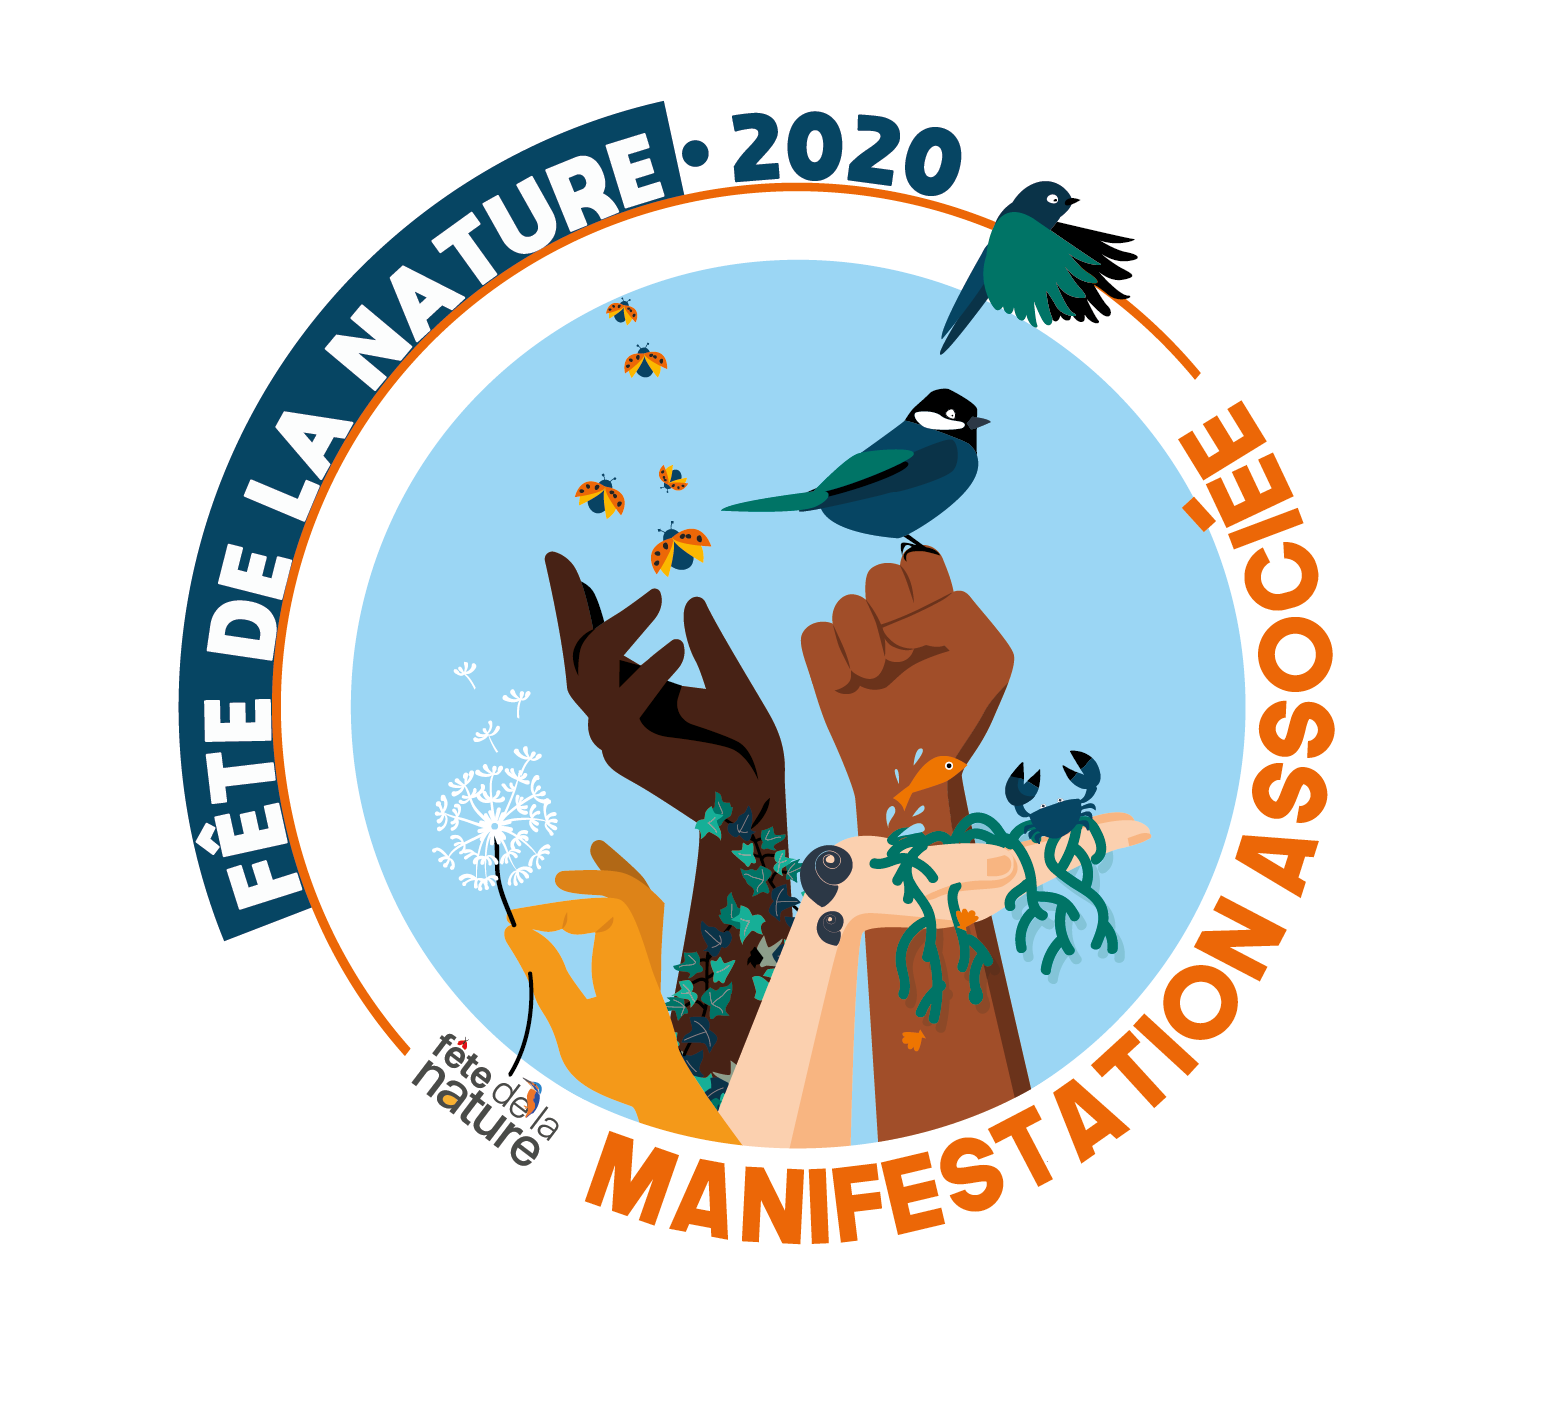 FÊTE DE LA NATURE • 2020
MANIFESTATION ASSOCIÉE
fête de la
nature